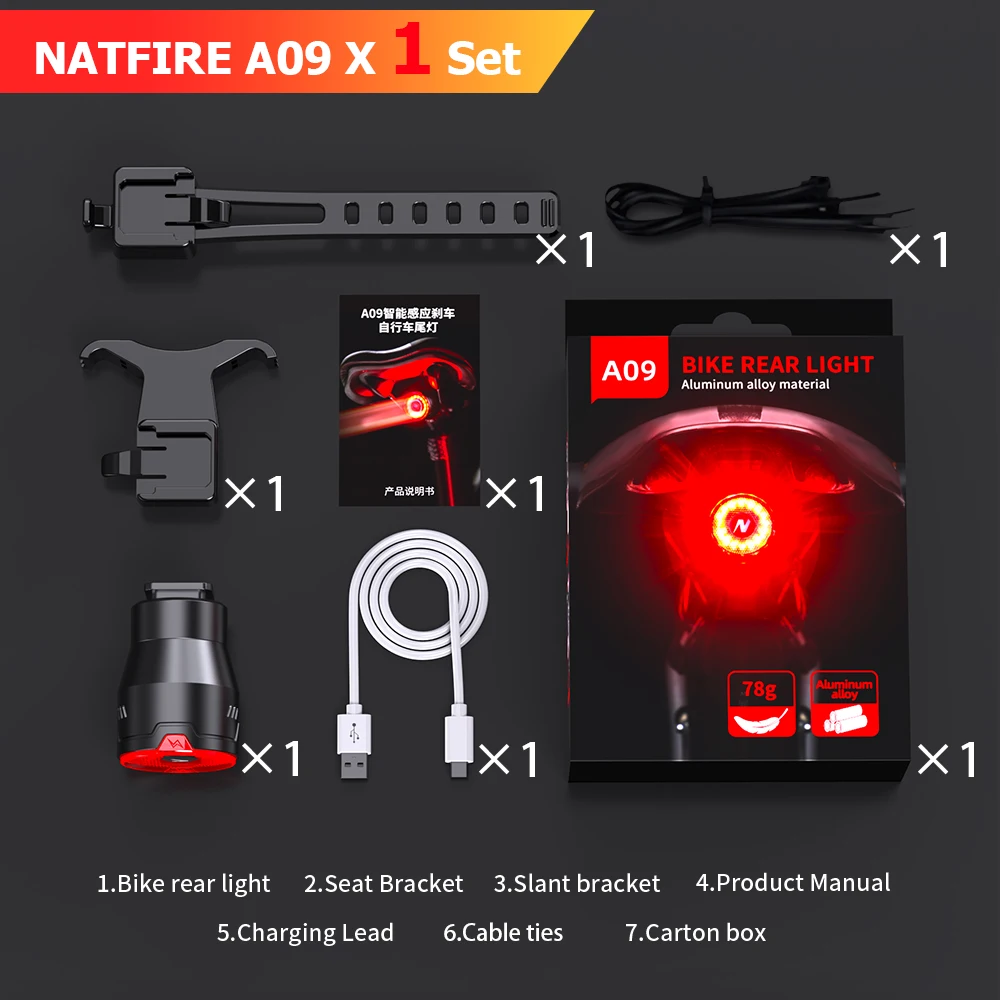 NATFIRE A09 X 1 Set
×1
×1
A09智能感应刹车
自行车尾灯
产品说明书
×1
×1
A09
BIKE REAR LIGHT
Aluminum alloy material
N
78g
Aluminum
alloy
×1
×1
×1
1.Bike rear light 2.Seat Bracket 3.Slant bracket 4.Product Manual
5.Charging Lead 6.Cable ties 7.Carton box